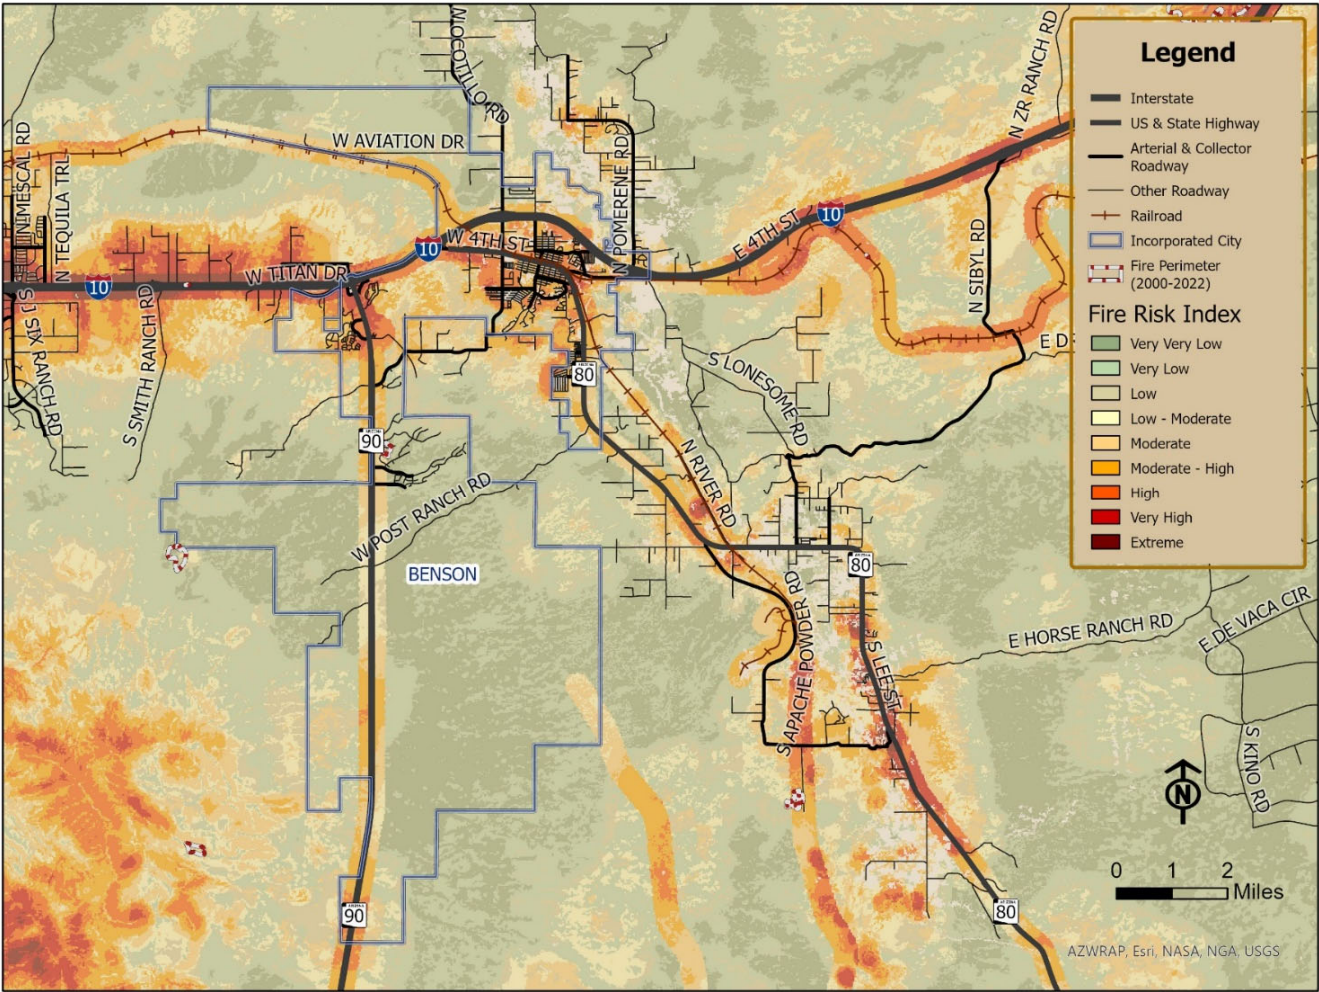 Legend
Interstate
US & State Highway
Arterial & Collector
Roadway
Other Roadway
Railroad
Incorporated City
Fire Perimeter
(2000-2022)
Fire Risk Index
Very Very Low
Very Low
Low
Low - Moderate
Moderate
Moderate - High
High
Very High
Extreme
N OCOTILLO RD
N ZR RANCH RD
W AVIATION DR
N MESCAL RD
N TEQUILA TRL
N POMERENE RD
10
W 4TH ST
10
E 4TH ST
N SIBYL RD
W TITAN DR
10
S J SIX RANCH RD
S SMITH RANCH RD
E D
80
S LONESOME RD
90
N RIVER RD
W POST RANCH RD
BENSON
80
S APACHE POWDER RD
S LEE ST
E HORSE RANCH RD
E DE VACA CIR
S KINO RD
N
90
80
0 1 2
Miles
AZWRAP, Esri, NASA, NGA, USGS